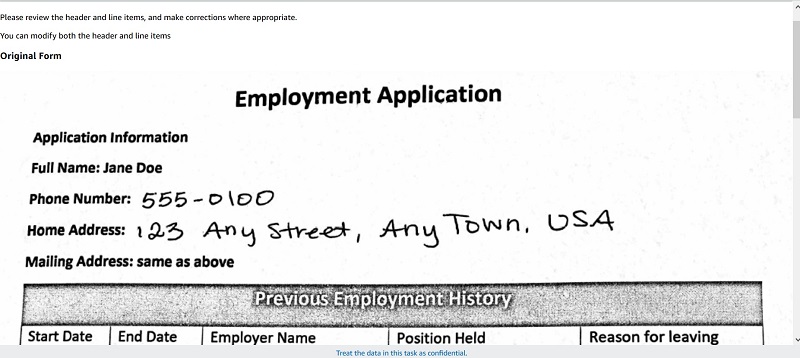 Please review the header and line items, and make corrections where appropriate.
You can modify both the header and line items
Original Form
Employment Application
Application Information
Full Name: Jane Doe
Phone Number: 555-0100
Home Address: 123 Any Street, Any Town, USA
Mailing Address: same as above
Previous Employment History
Start Date End Date Employer Name Position Held Reason for leaving
Treat the data in this task as confidential.